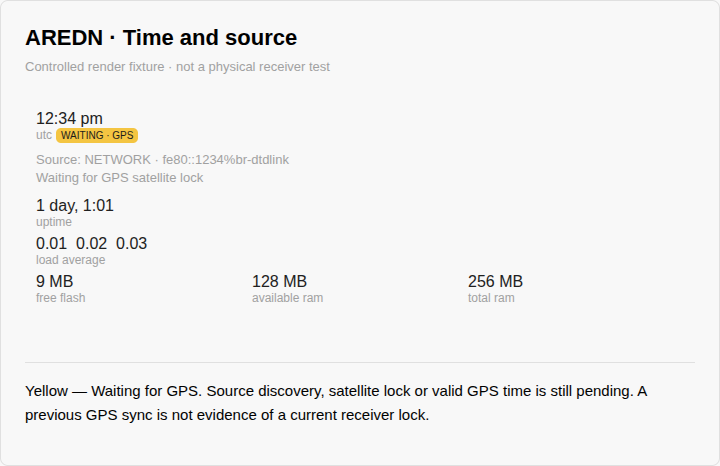 AREDN · Time and source
Controlled render fixture · not a physical receiver test
12:34 pm
utc WAITING · GPS
Source: NETWORK · fe80::1234%br-dtdlink
Waiting for GPS satellite lock
1 day, 1:01
uptime
0.01 0.02 0.03
load average
9 MB 128 MB 256 MB
free flash available ram total ram
Yellow — Waiting for GPS. Source discovery, satellite lock or valid GPS time is still pending. A
previous GPS sync is not evidence of a current receiver lock.